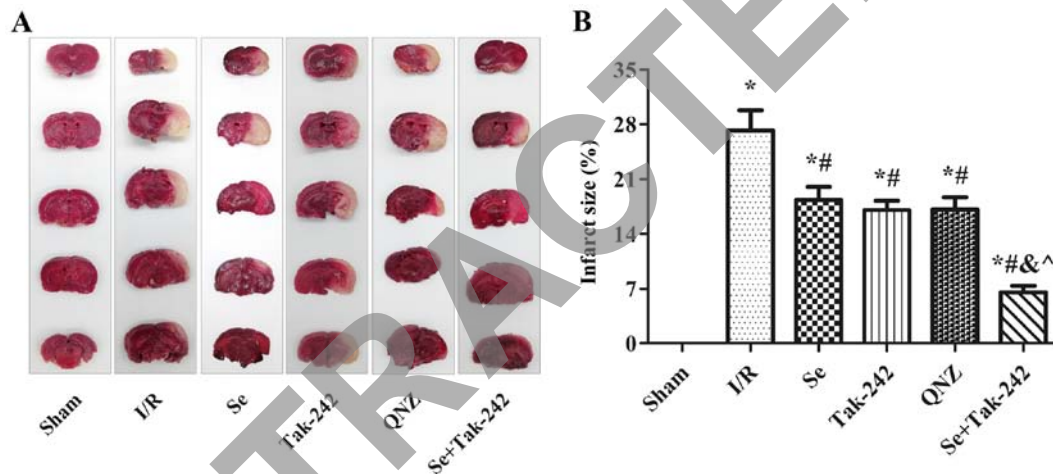 A
B
Sham
I/R
Se
Tak-242
QNZ
Se+Tak-242
Infarct size (%)
35
28
21
14
7
0
*
*#
*#
*#
*#&^
Sham
I/R
Se
Tak-242
QNZ
Se+Tak-242
TRACTE